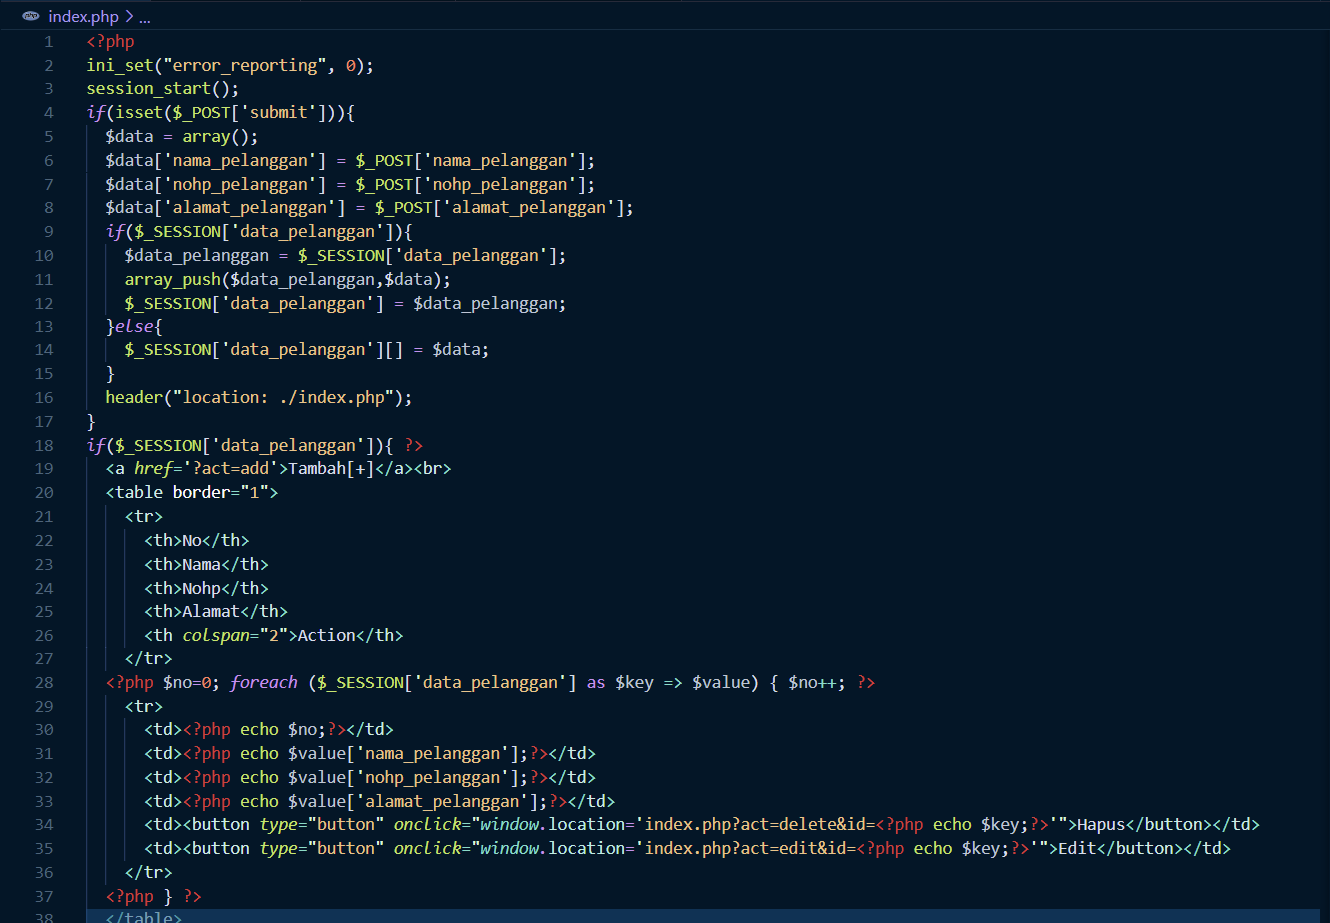 index.php > ...
1 <?php
2 ini_set("error_reporting", 0);
3 session_start();
4 if(isset($_POST['submit'])){
5   $data = array();
6   $data['nama_pelanggan'] = $_POST['nama_pelanggan'];
7   $data['nohp_pelanggan'] = $_POST['nohp_pelanggan'];
8   $data['alamat_pelanggan'] = $_POST['alamat_pelanggan'];
9   if($_SESSION['data_pelanggan']){
10     $data_pelanggan = $_SESSION['data_pelanggan'];
11     array_push($data_pelanggan,$data);
12     $_SESSION['data_pelanggan'] = $data_pelanggan;
13   }else{
14     $_SESSION['data_pelanggan'][] = $data;
15   }
16   header("location: ./index.php");
17 }
18 if($_SESSION['data_pelanggan']){ ?>
19   <a href='?act=add'>Tambah[+]</a><br>
20   <table border="1">
21     <tr>
22       <th>No</th>
23       <th>Nama</th>
24       <th>Nohp</th>
25       <th>Alamat</th>
26       <th colspan="2">Action</th>
27     </tr>
28   <?php $no=0; foreach ($_SESSION['data_pelanggan'] as $key => $value) { $no++; ?>
29     <tr>
30       <td><?php echo $no;?></td>
31       <td><?php echo $value['nama_pelanggan'];?></td>
32       <td><?php echo $value['nohp_pelanggan'];?></td>
33       <td><?php echo $value['alamat_pelanggan'];?></td>
34       <td><button type="button" onclick="window.location='index.php?act=delete&id=<?php echo $key;?>'">Hapus</button></td>
35       <td><button type="button" onclick="window.location='index.php?act=edit&id=<?php echo $key;?>'">Edit</button></td>
36     </tr>
37   <?php } ?>
38   </table>